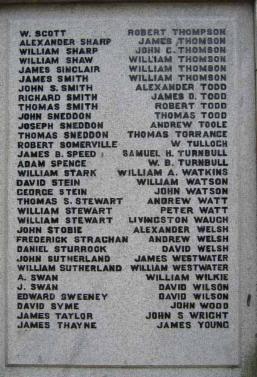 W. SCOTT ROBERT THOMPSON
ALEXANDER SHARP JAMES THOMSON
WILLIAM SHARP JOHN C. THOMSON
WILLIAM SHAW WILLIAM THOMSON
JAMES SINCLAIR WILLIAM THOMSON
JAMES SMITH WILLIAM THOMSON
JOHN S. SMITH ALEXANDER TODD
RICHARD SMITH JAMES D. TODD
THOMAS SMITH ROBERT TODD
JOHN SNEDDON THOMAS TODD
JOSEPH SNEDDON ANDREW TOOLE
THOMAS SNEDDON THOMAS TORRANCE
ROBERT SOMERVILLE W TULLOCH
JAMES B. SPEED SAMUEL H. TURNBULL
ADAM SPENCE W. B. TURNBULL
WILLIAM STARK WILLIAM A. WATKINS
DAVID STEIN WILLIAM WATSON
GEORGE STEIN JOHN WATSON
THOMAS S. STEWART ANDREW WATT
WILLIAM STEWART PETER WATT
WILLIAM STEWART LIVINGSTON WAUGH
JOHN STOBIE ALEXANDER WELSH
FREDERICK STRACHAN ANDREW WELSH
DANIEL STURROOK DAVID WELSH
JOHN SUTHERLAND JAMES WESTWATER
WILLIAM SUTHERLAND WILLIAM WESTWATER
A. SWAN WILLIAM WILKIE
J. SWAN DAVID WILSON
EDWARD SWEENEY DAVID WILSON
DAVID SYME JOHN WOOD
JAMES TAYLOR JOHN S WRIGHT
JAMES THAYNE JAMES YOUNG